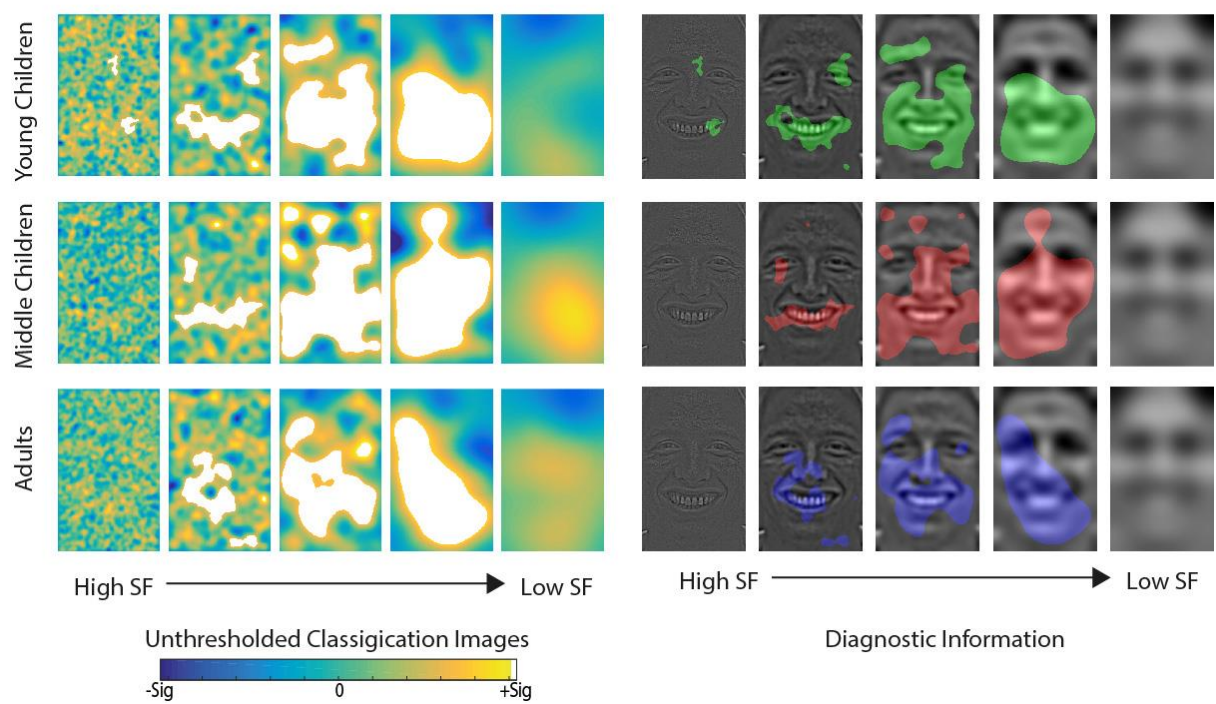 Young Children
Middle Children
Adults
High SF
Low SF
High SF
Low SF
Unthresholded Classigication Images
Diagnostic Information
-Sig
0
+Sig